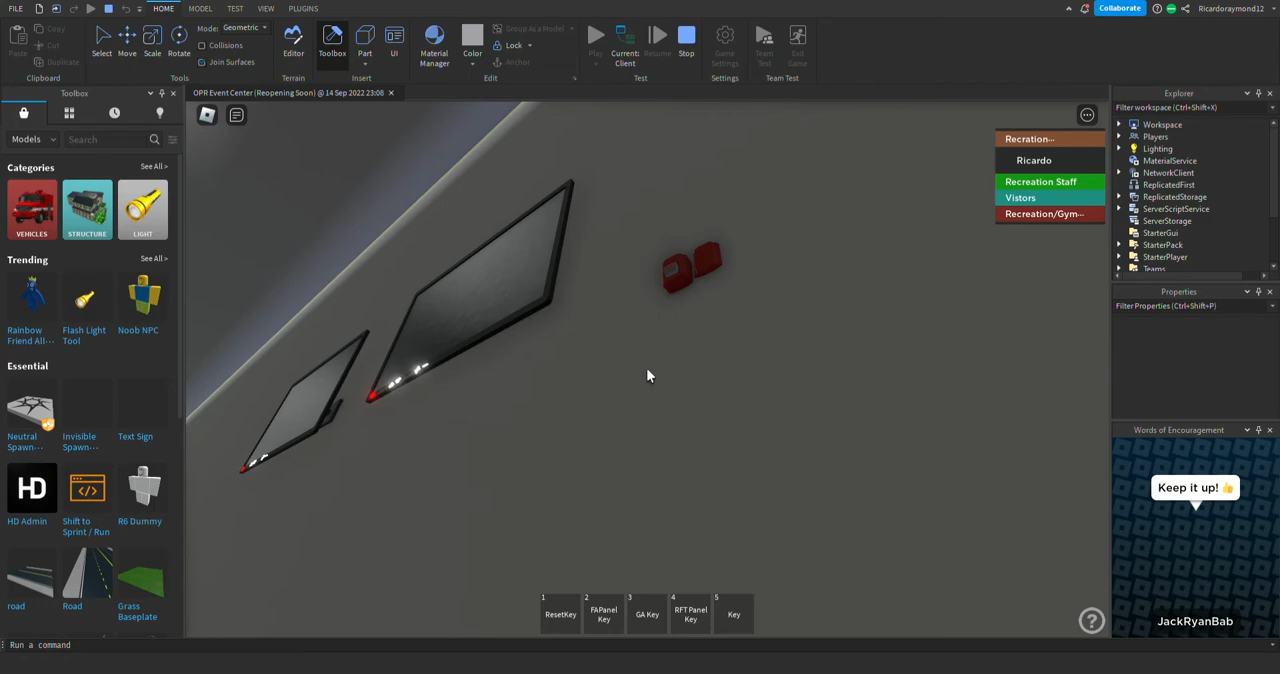 FILE HOME MODEL TEST VIEW PLUGINS Collaborate Ricardoraymond12
Paste Copy Cut Duplicate Select Move Scale Rotate Mode: Geometric Collisions Join Surfaces Editor Toolbox Part UI Material Manager Color Group As a Model Lock Anchor Play Current: Client Resume Stop Game Settings Team Test Exit Game
Clipboard Tools Terrain Insert Edit Test Settings Team Test
Toolbox
OPR Event Center (Reopening Soon) @ 14 Sep 2022 23:08
Models Search
Categories See All >
VEHICLES STRUCTURE LIGHT
Trending See All >
Rainbow Friend All...
Flash Light Tool
Noob NPC
Essential See All >
Neutral Spawn...
Invisible Spawn...
Text Sign
HD
HD Admin
Shift to Sprint / Run
R6 Dummy
road
Road
Grass Baseplate
Recration...
Ricardo
Recreation Staff
Vistors
Recreation/Gym...
1 ResetKey
2 FAPanel Key
3 GA Key
4 RFT Panel Key
5 Key
Explorer
Filter workspace (Ctrl+Shift+X)
Workspace
Players
Lighting
MaterialService
NetworkClient
ReplicatedFirst
ReplicatedStorage
ServerScriptService
ServerStorage
StarterGui
StarterPack
StarterPlayer
Teams
Properties
Filter Properties (Ctrl+Shift+P)
Words of Encouragement
Keep it up! 👍
JackRyanBab
Run a command